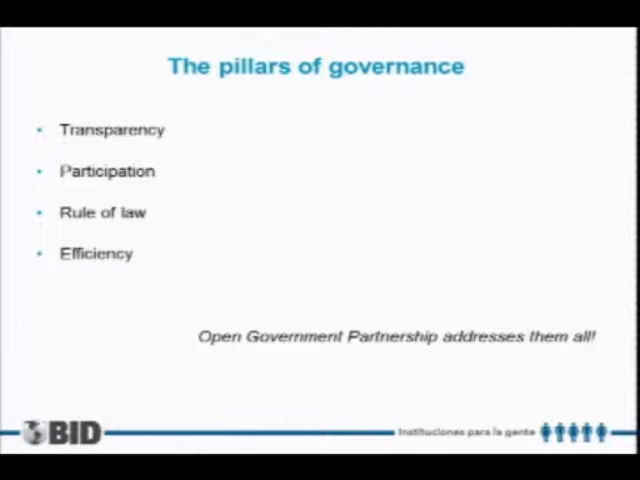 The pillars of governance
Transparency
Participation
Rule of law
Efficiency
Open Government Partnership addresses them all!
BID
Instituciones para la gente